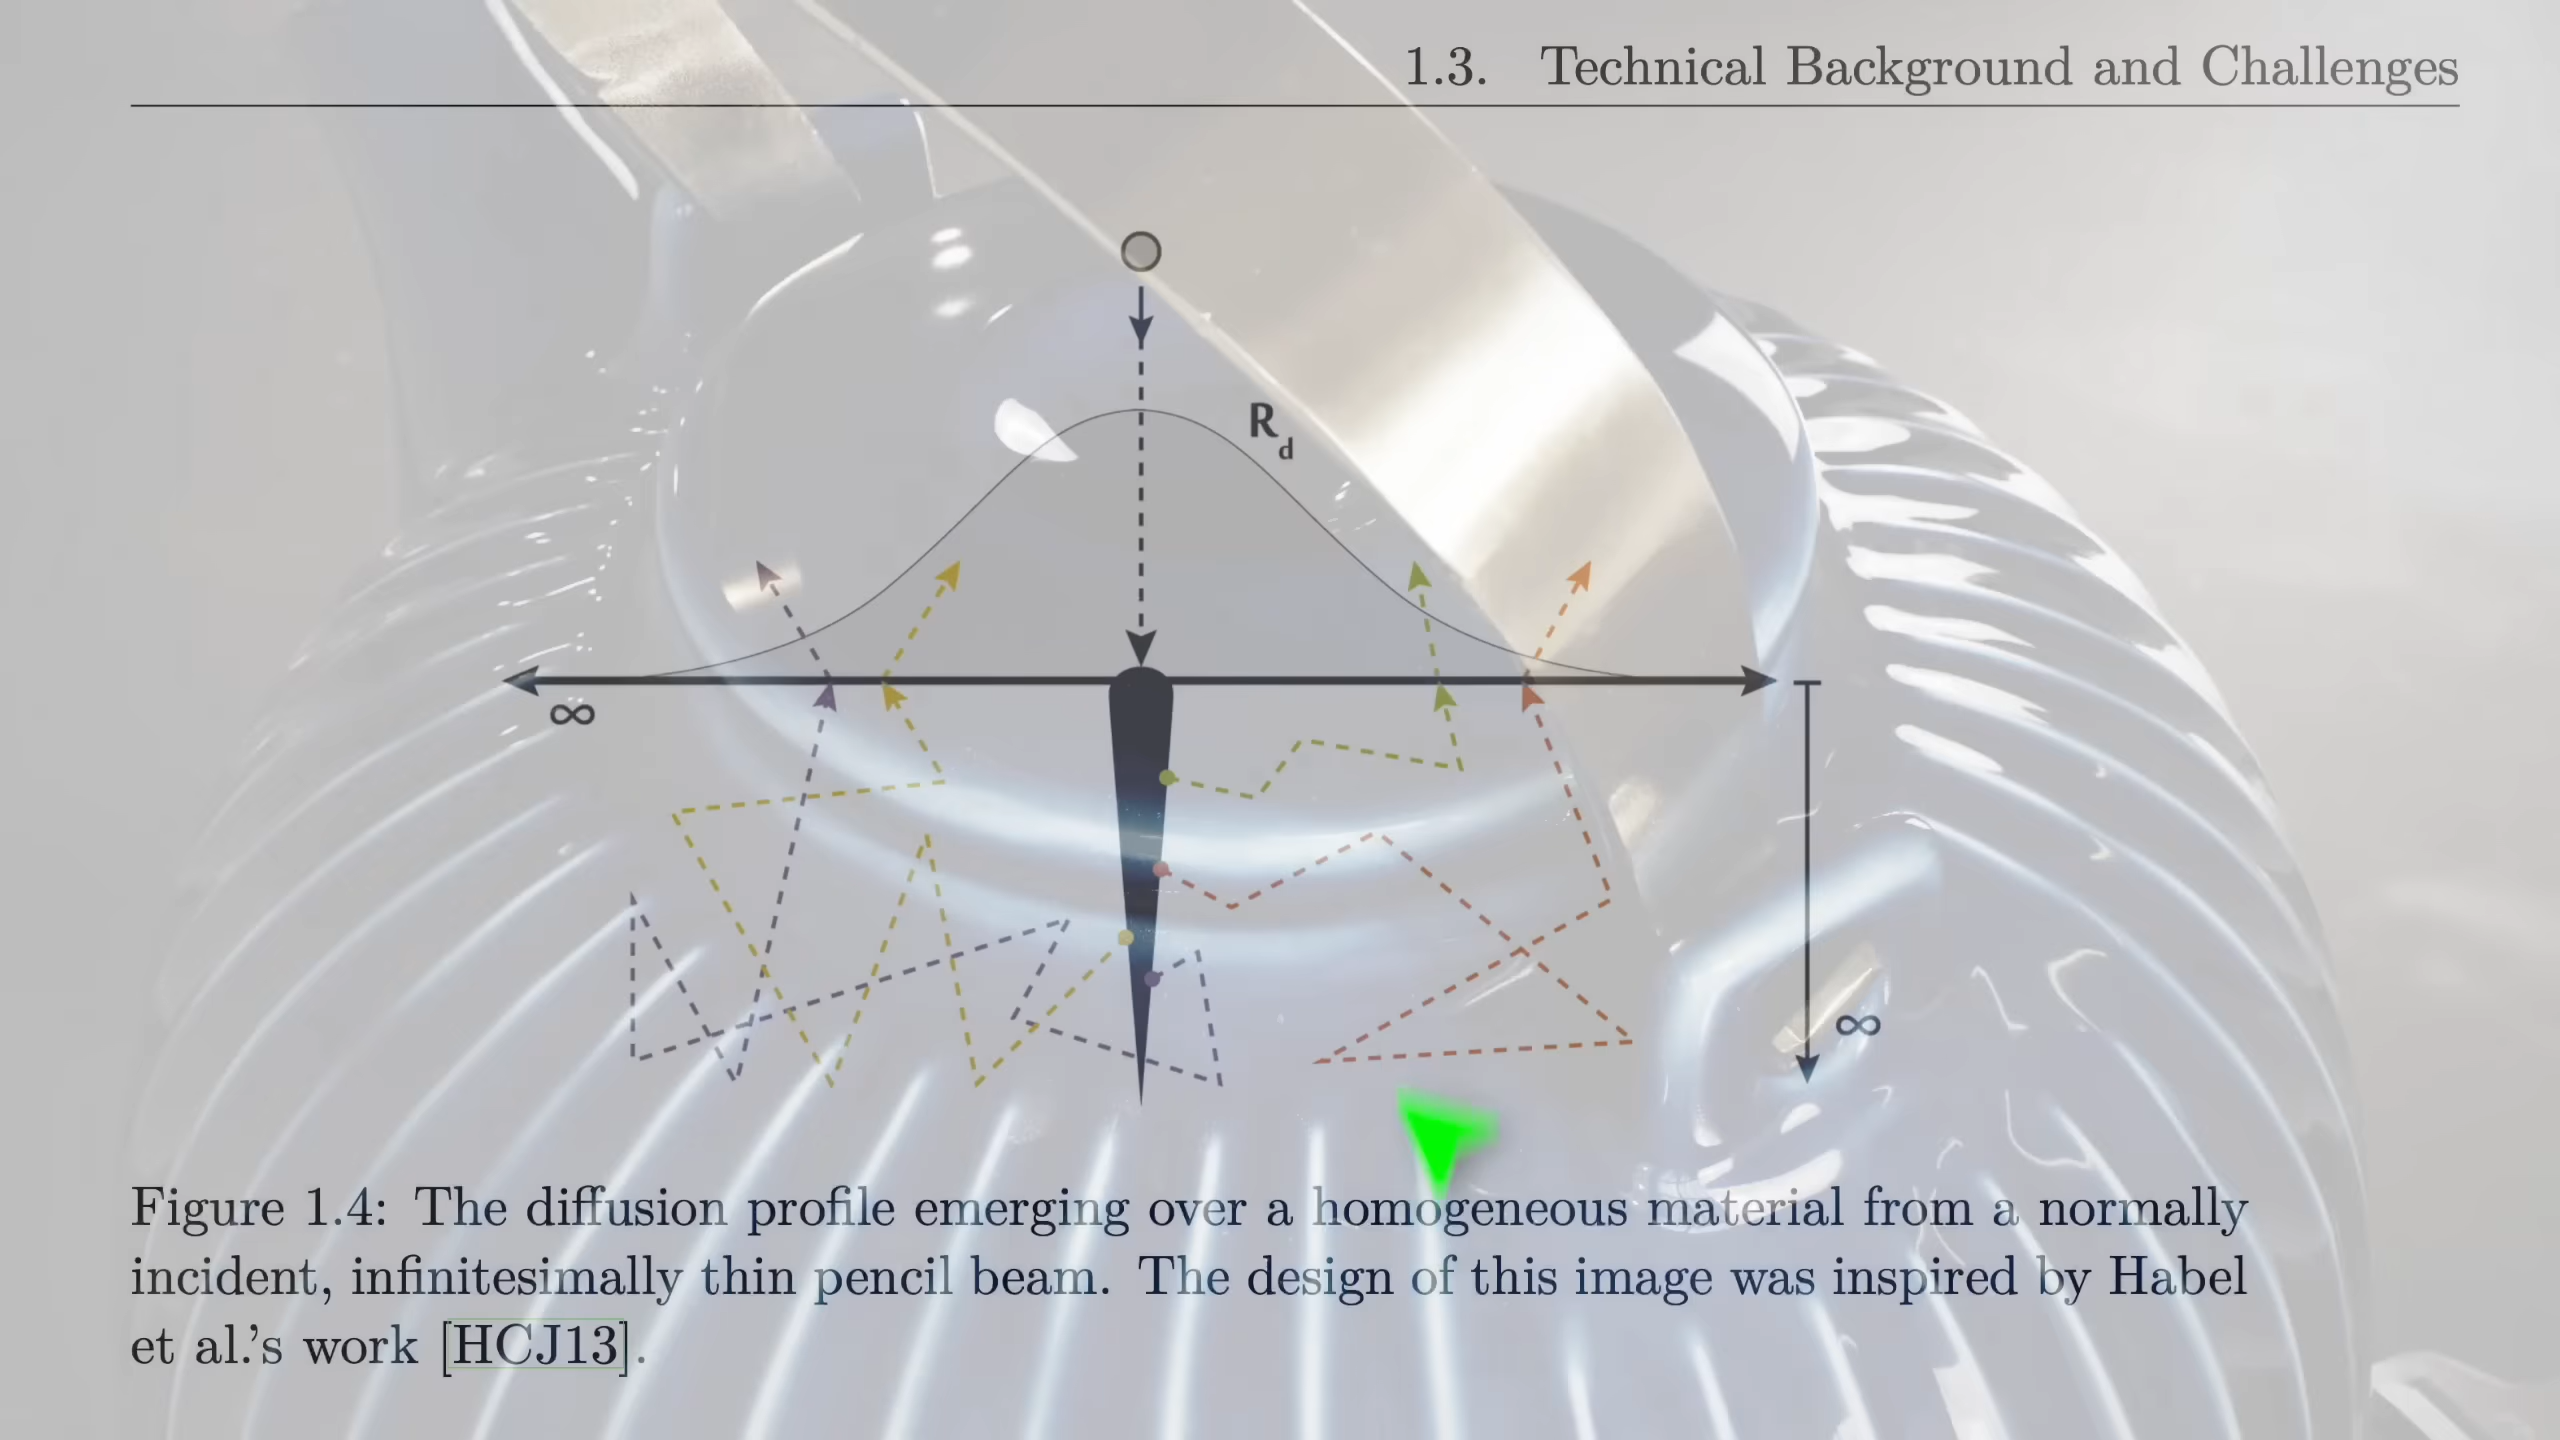 1.3. Technical Background and Challenges
R
d
∞
∞
Figure 1.4: The diffusion profile emerging over a homogeneous material from a normally
incident, infinitesimally thin pencil beam. The design of this image was inspired by Habel
et al.'s work [HCJ13].